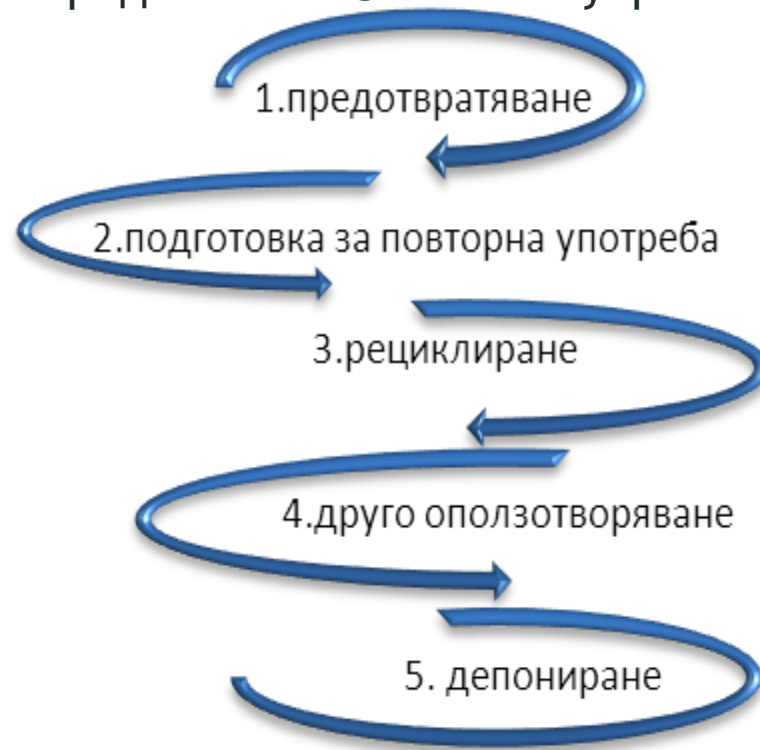 1.предотвратяване
2.подготовка за повторна употреба
3.рециклиране
4.друго оползотворяване
5. депониране